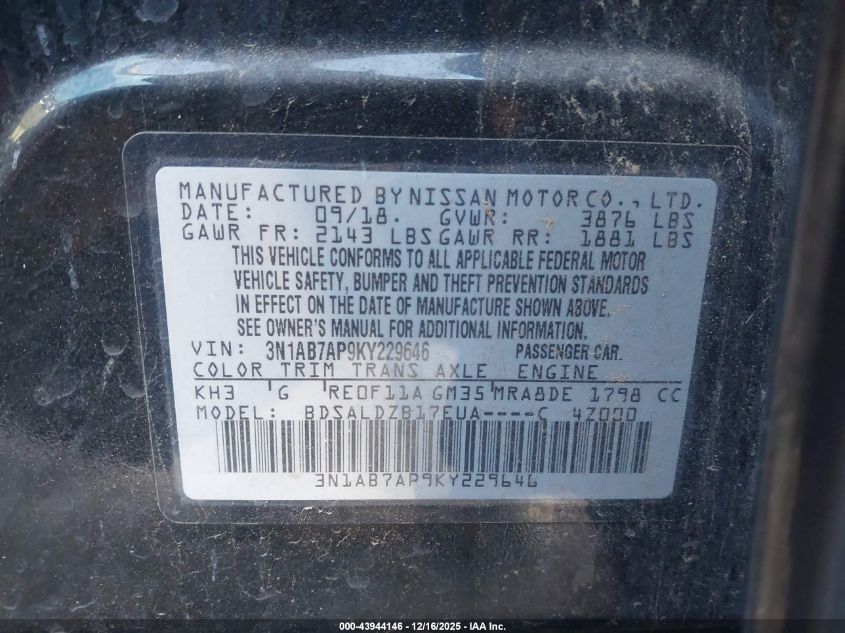 MANUFACTURED BY NISSAN MOTOR CO., LTD.
DATE: 09/18. GVWR: 3876 LBS
GAWR FR: 2143 LBS GAWR RR: 1881 LBS
THIS VEHICLE CONFORMS TO ALL APPLICABLE FEDERAL MOTOR
VEHICLE SAFETY, BUMPER AND THEFT PREVENTION STANDARDS
IN EFFECT ON THE DATE OF MANUFACTURE SHOWN ABOVE.
SEE OWNER'S MANUAL FOR ADDITIONAL INFORMATION.
VIN: 3N1AB7AP9KY229646 PASSENGER CAR.
COLOR TRIM TRANS AXLE ENGINE
KH3 G RE0F11A GM35 MRA8DE 1798 CC
MODEL: BDSALDZB17EUA----C 4Z000
3N1AB7AP9KY229646
000-43944146 - 12/16/2025 - IAA Inc.